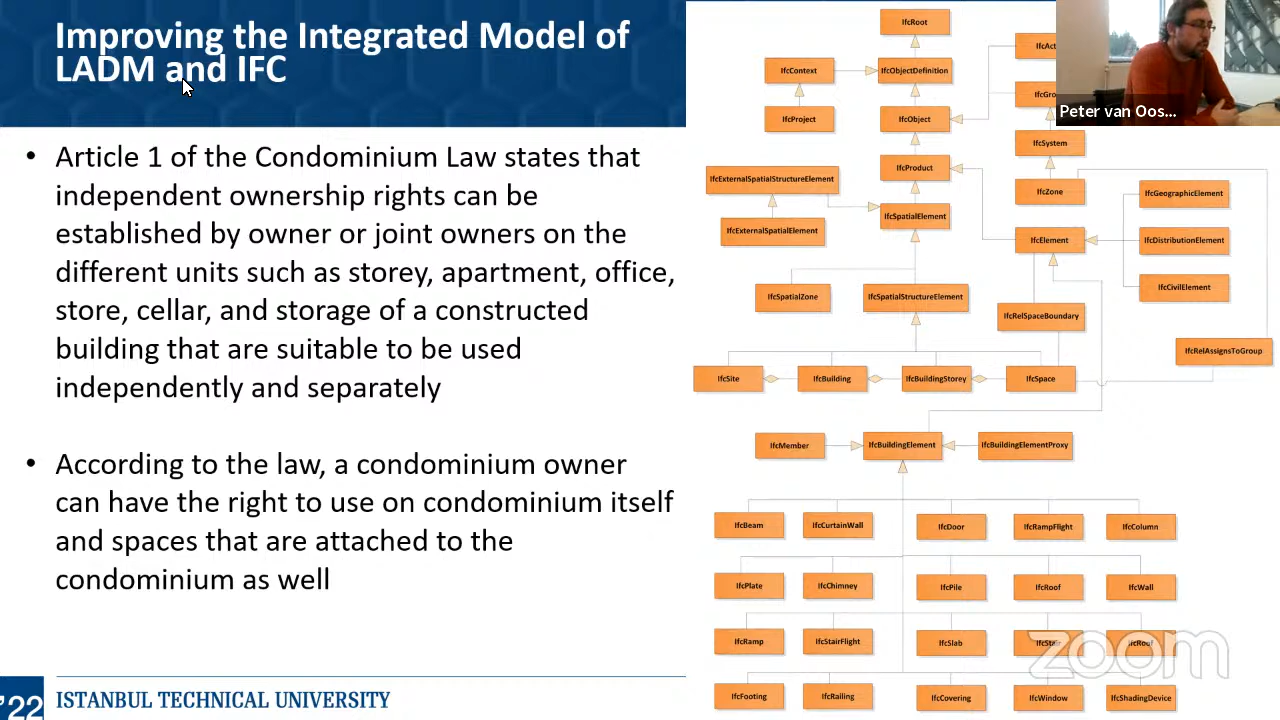 Improving the Integrated Model of
LADM and IFC
• Article 1 of the Condominium Law states that
independent ownership rights can be
established by owner or joint owners on the
different units such as storey, apartment, office,
store, cellar, and storage of a constructed
building that are suitable to be used
independently and separately
• According to the law, a condominium owner
can have the right to use on condominium itself
and spaces that are attached to the
condominium as well
'22
ISTANBUL TECHNICAL UNIVERSITY
IfcRoot
IfcContext
IfcObjectDefinition
IfcAct
IfcProject
IfcObject
IfcGro
Peter van Oos...
IfcSystem
IfcExternalSpatialStructureElement
IfcProduct
IfcZone
IfcGeographicElement
IfcExternalSpatialElement
IfcSpatialElement
IfcElement
IfcDistributionElement
IfcSpatialZone
IfcSpatialStructureElement
IfcCivilElement
IfcRelSpaceBoundary
IfcRelAssignsToGroup
IfcSite
IfcBuilding
IfcBuildingStorey
IfcSpace
IfcMember
IfcBuildingElement
IfcBuildingElementProxy
IfcBeam
IfcCurtainWall
IfcDoor
IfcRampFlight
IfcColumn
IfcPlate
IfcChimney
IfcPile
IfcRoof
IfcWall
IfcRamp
IfcStairFlight
IfcSlab
IfcStair
IfcRoof
zoom
IfcFooting
IfcRailing
IfcCovering
IfcWindow
IfcShadingDevice